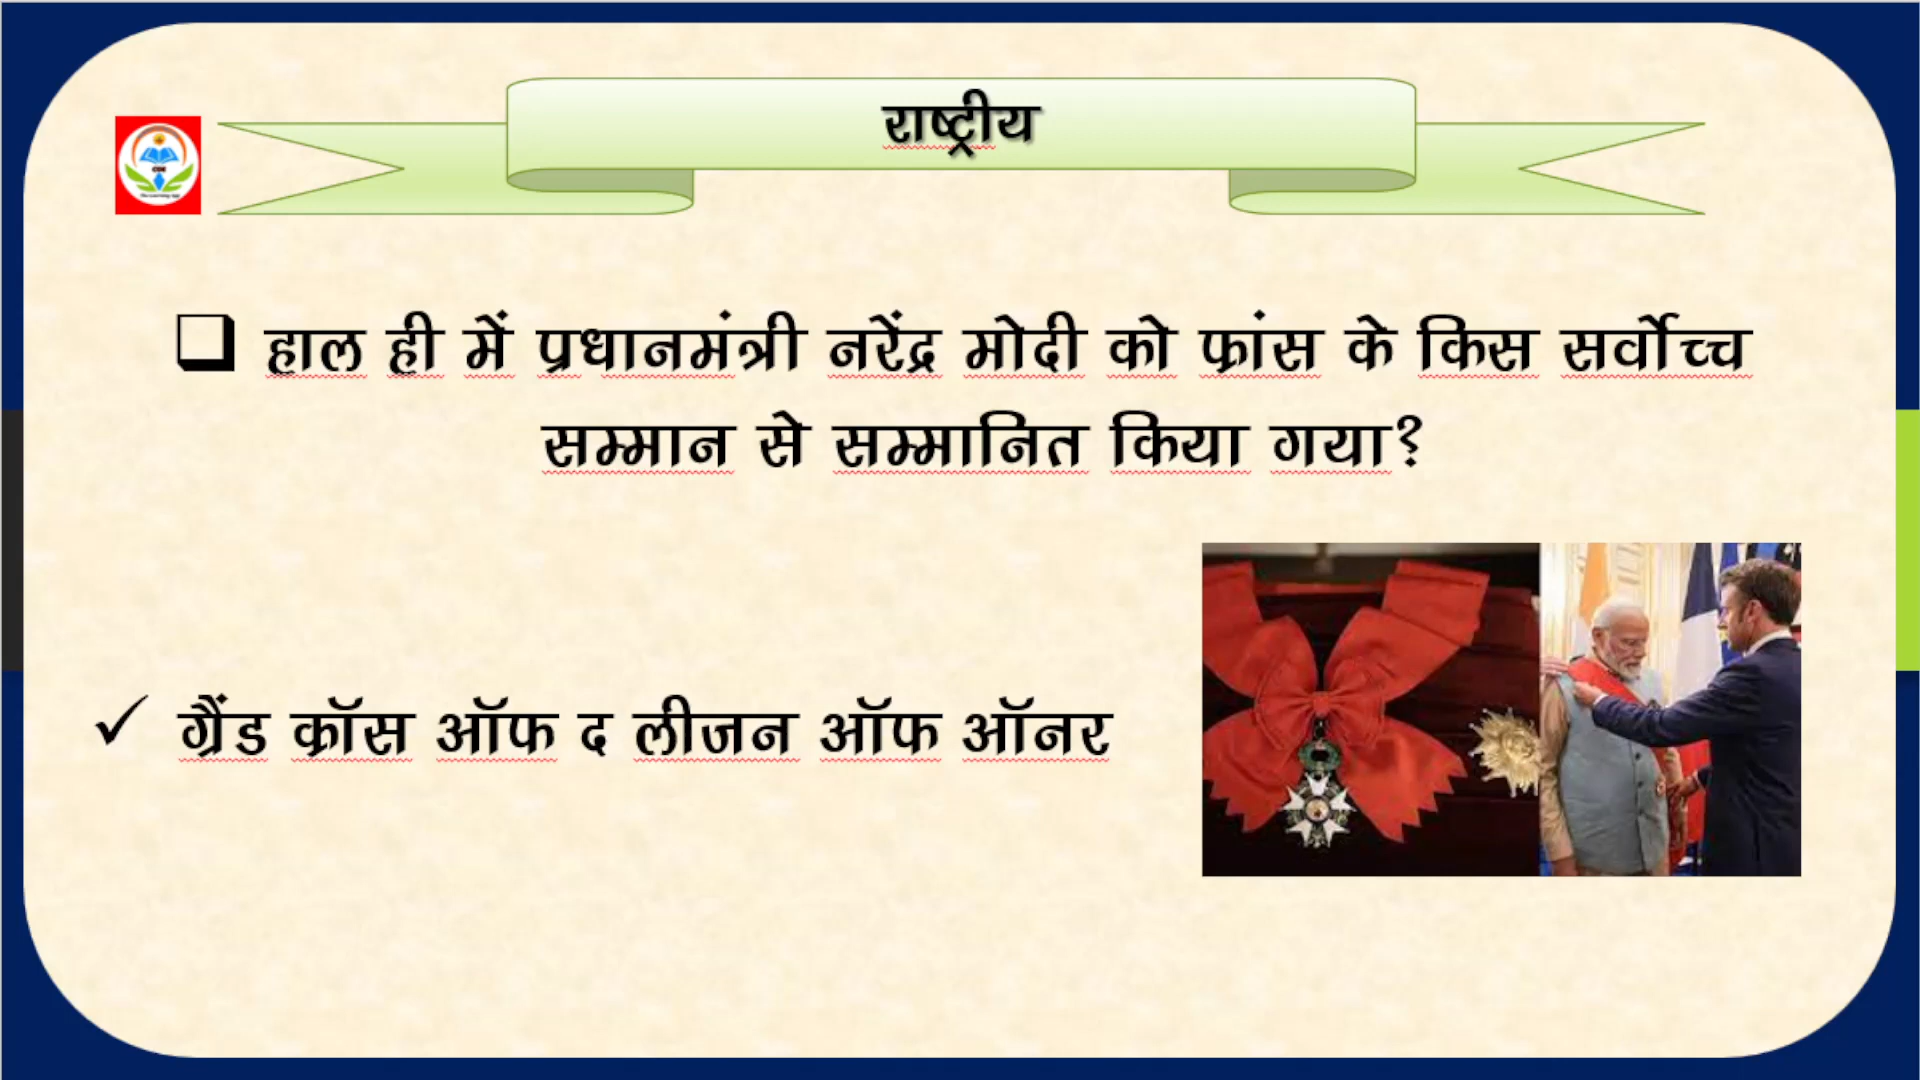 राष्ट्रीय
हाल ही में प्रधानमंत्री नरेंद्र मोदी को फ्रांस के किस सर्वोच्च
सम्मान से सम्मानित किया गया?
ग्रैंड क्रॉस ऑफ द लीजन ऑफ ऑनर